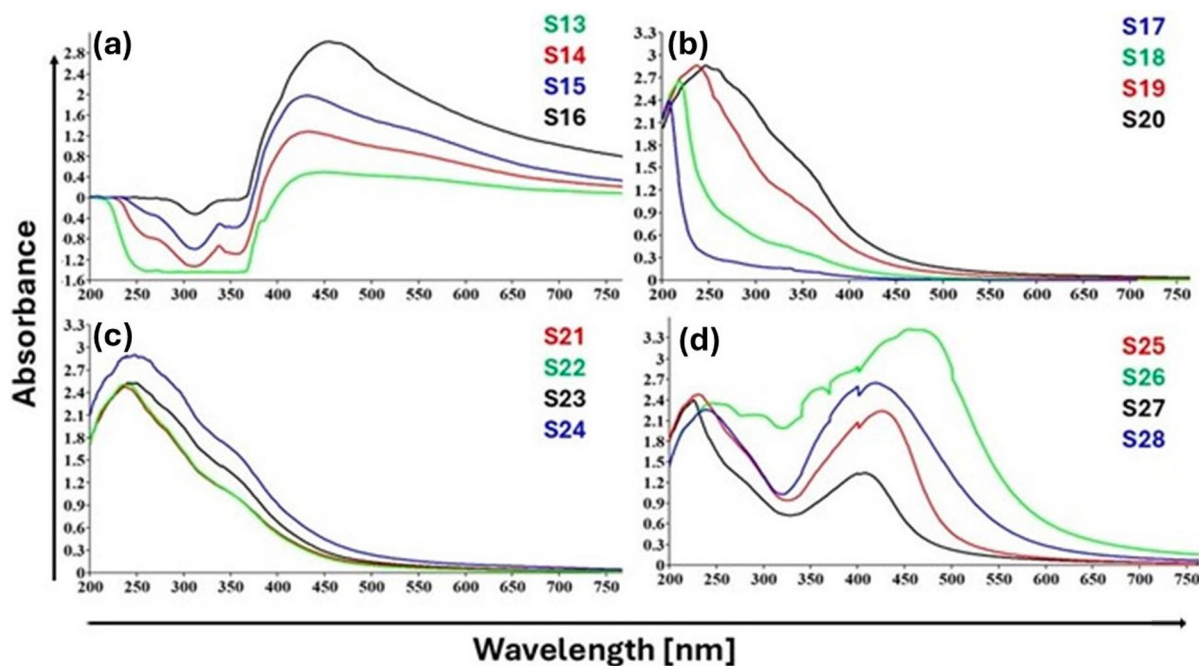 Absorbance
(a)
S13
S14
S15
S16
2.8
2.4
2
1.6
1.2
0.8
0.4
0
-0.4
-0.8
-1.2
-1.6
200 250 300 350 400 450 500 550 600 650 700 750
(b)
S17
S18
S19
S20
3.3
3
2.7
2.4
2.1
1.8
1.5
1.2
0.9
0.6
0.3
0
200 250 300 350 400 450 500 550 600 650 700 750
(c)
S21
S22
S23
S24
3.3
3
2.7
2.4
2.1
1.8
1.5
1.2
0.9
0.6
0.3
0
200 250 300 350 400 450 500 550 600 650 700 750
(d)
S25
S26
S27
S28
3.3
3
2.7
2.4
2.1
1.8
1.5
1.2
0.9
0.6
0.3
0
200 250 300 350 400 450 500 550 600 650 700 750
Wavelength [nm]